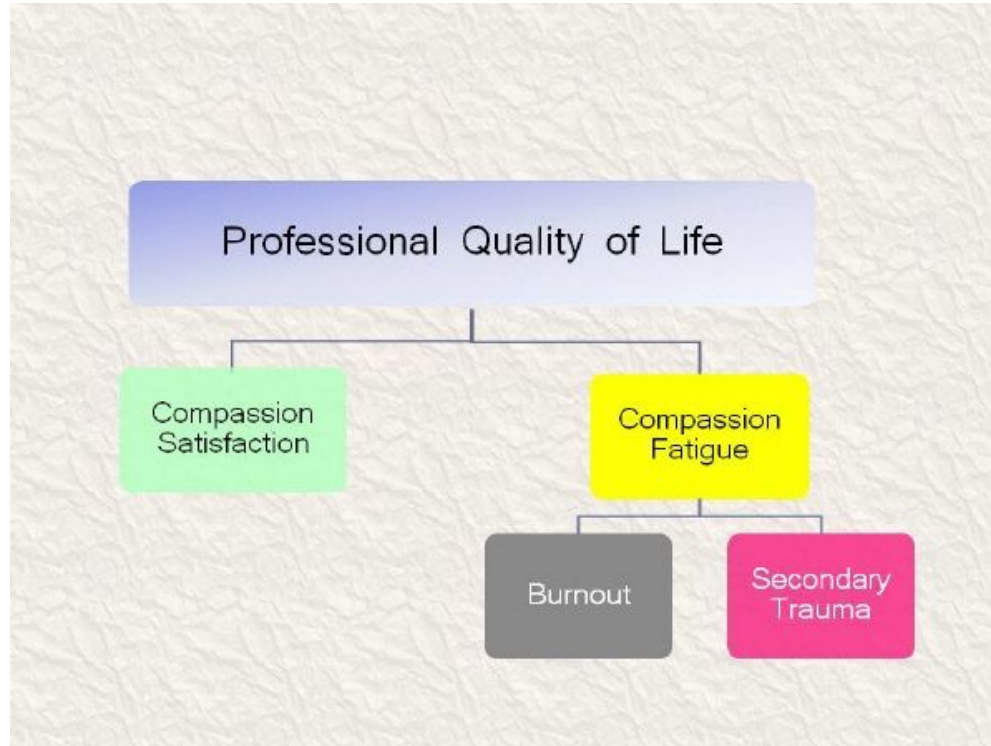 Professional Quality of Life
Compassion
Satisfaction
Compassion
Fatigue
Burnout
Secondary
Trauma